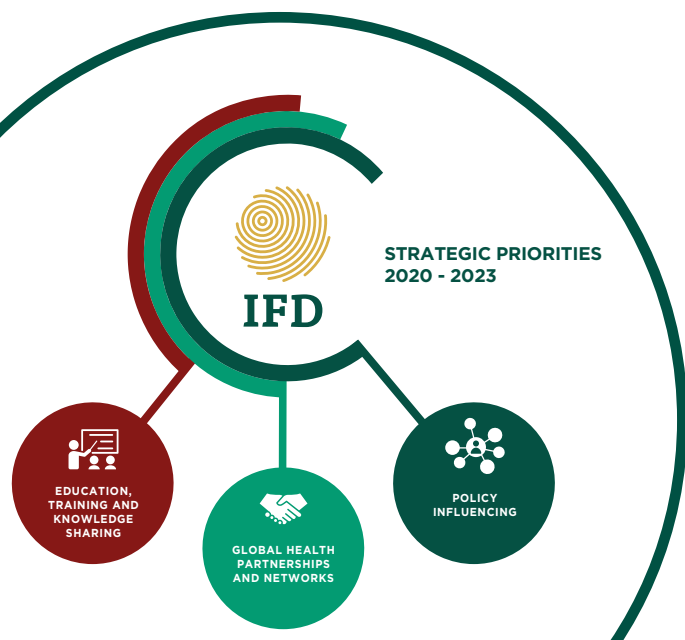 IFD
STRATEGIC PRIORITIES
2020 - 2023
EDUCATION,
TRAINING AND
KNOWLEDGE
SHARING
GLOBAL HEALTH
PARTNERSHIPS
AND NETWORKS
POLICY
INFLUENCING